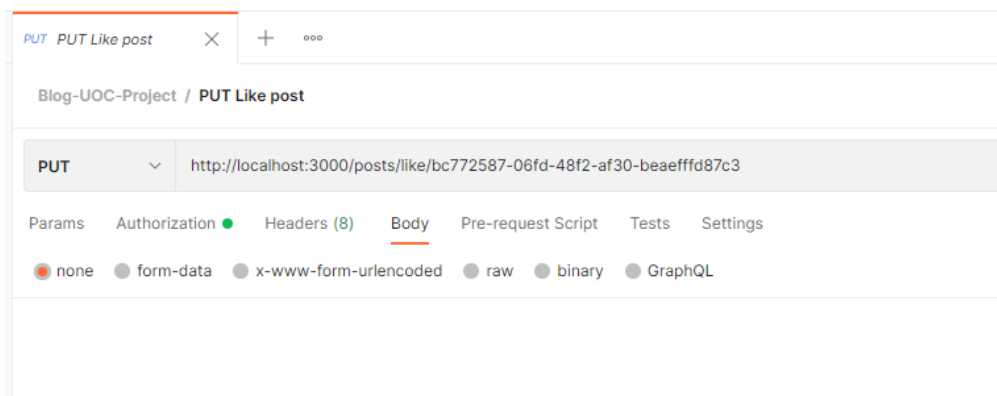 PUT PUT Like post
Blog-UOC-Project / PUT Like post
PUT http://localhost:3000/posts/like/bc772587-06fd-48f2-af30-beaefffd87c3
Params Authorization Headers (8) Body Pre-request Script Tests Settings
none form-data x-www-form-urlencoded raw binary GraphQL